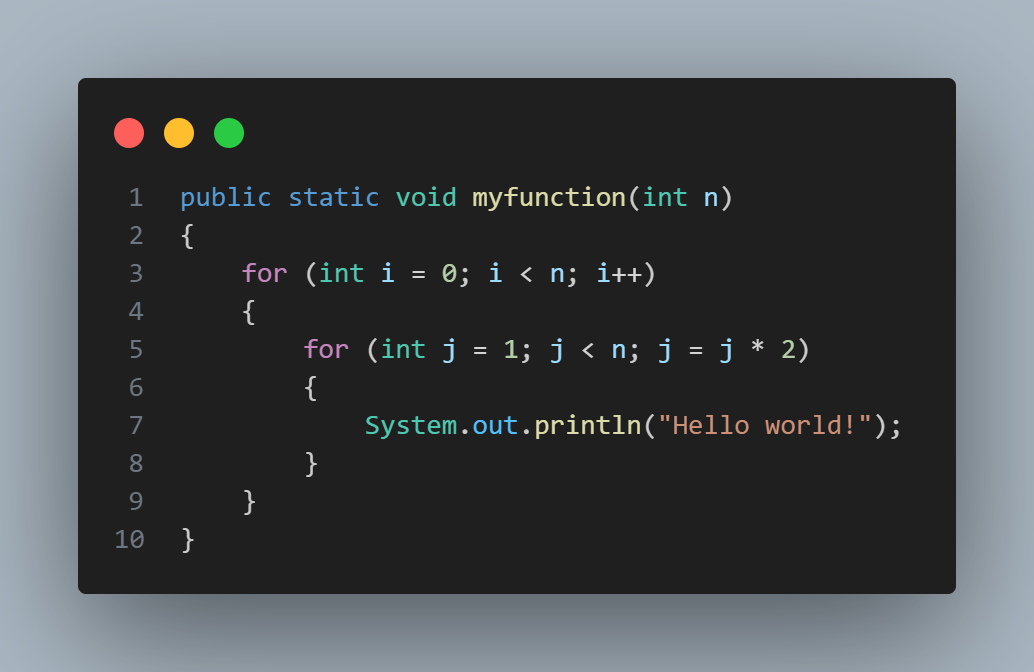 1 public static void myfunction(int n)
2 {
3     for (int i = 0; i < n; i++)
4     {
5         for (int j = 1; j < n; j = j * 2)
6         {
7             System.out.println("Hello world!");
8         }
9     }
10 }